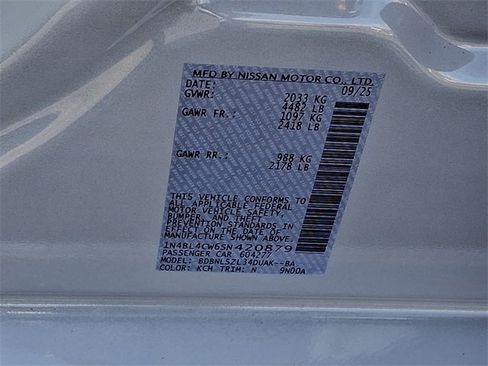 MFD BY NISSAN MOTOR CO., LTD.
DATE: 09/25
GVWR: 2033 KG
4482 LB
GAWR FR.: 1097 KG
2418 LB
GAWR RR.: 988 KG
2178 LB
THIS VEHICLE CONFORMS TO
ALL APPLICABLE FEDERAL
MOTOR VEHICLE SAFETY,
BUMPER, AND THEFT
PREVENTION STANDARDS IN
EFFECT ON THE DATE OF
MANUFACTURE SHOWN ABOVE.
1N4BL4CW6SN420879
PASSENGER CAR 604277
MODEL: BDBNLSZL34DUAK--BA
COLOR: KCH TRIM: N 9N00A